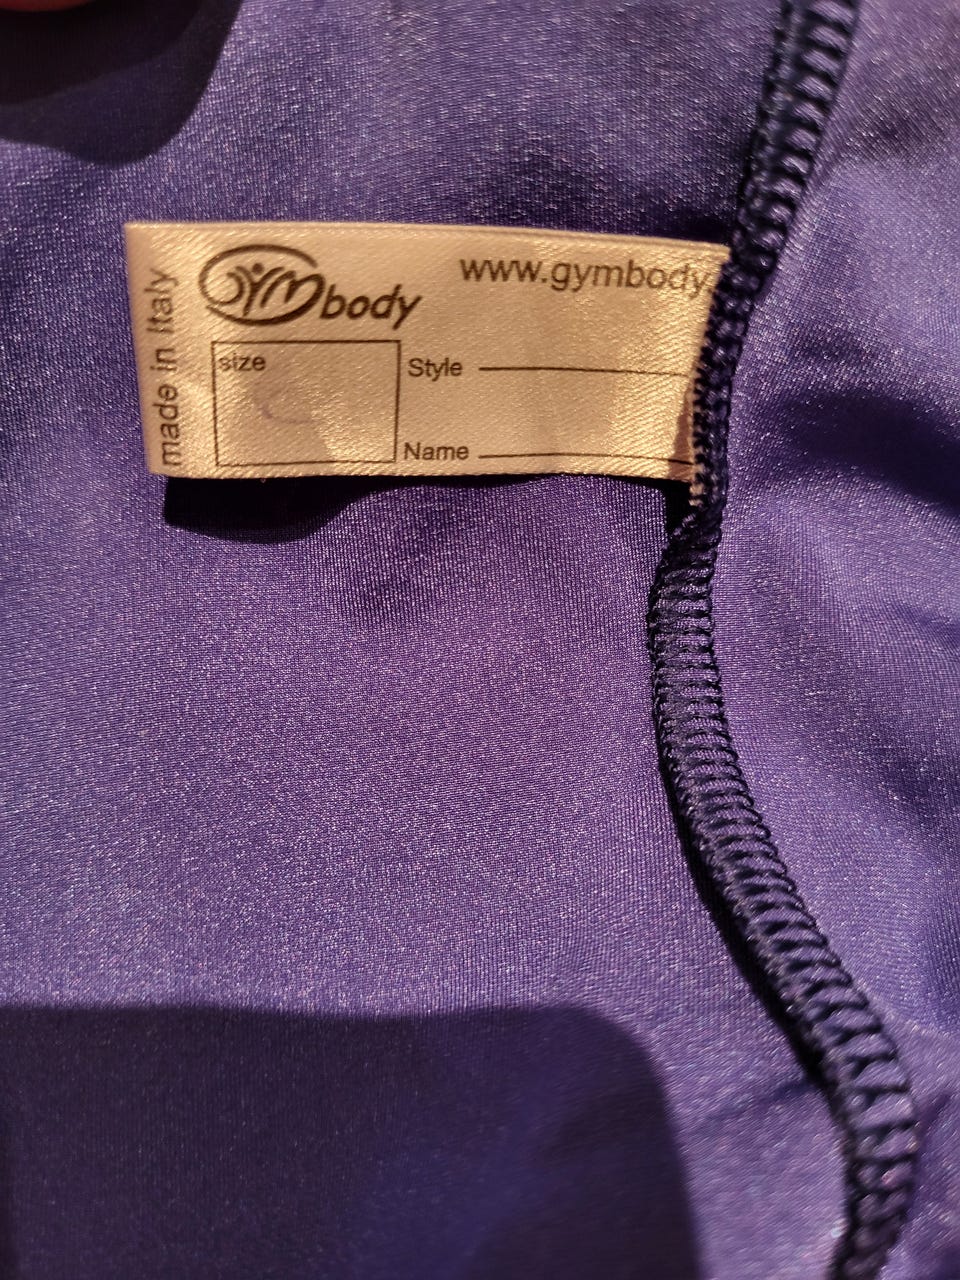 made in Italy
GYMbody
www.gymbody.
size
Style
Name